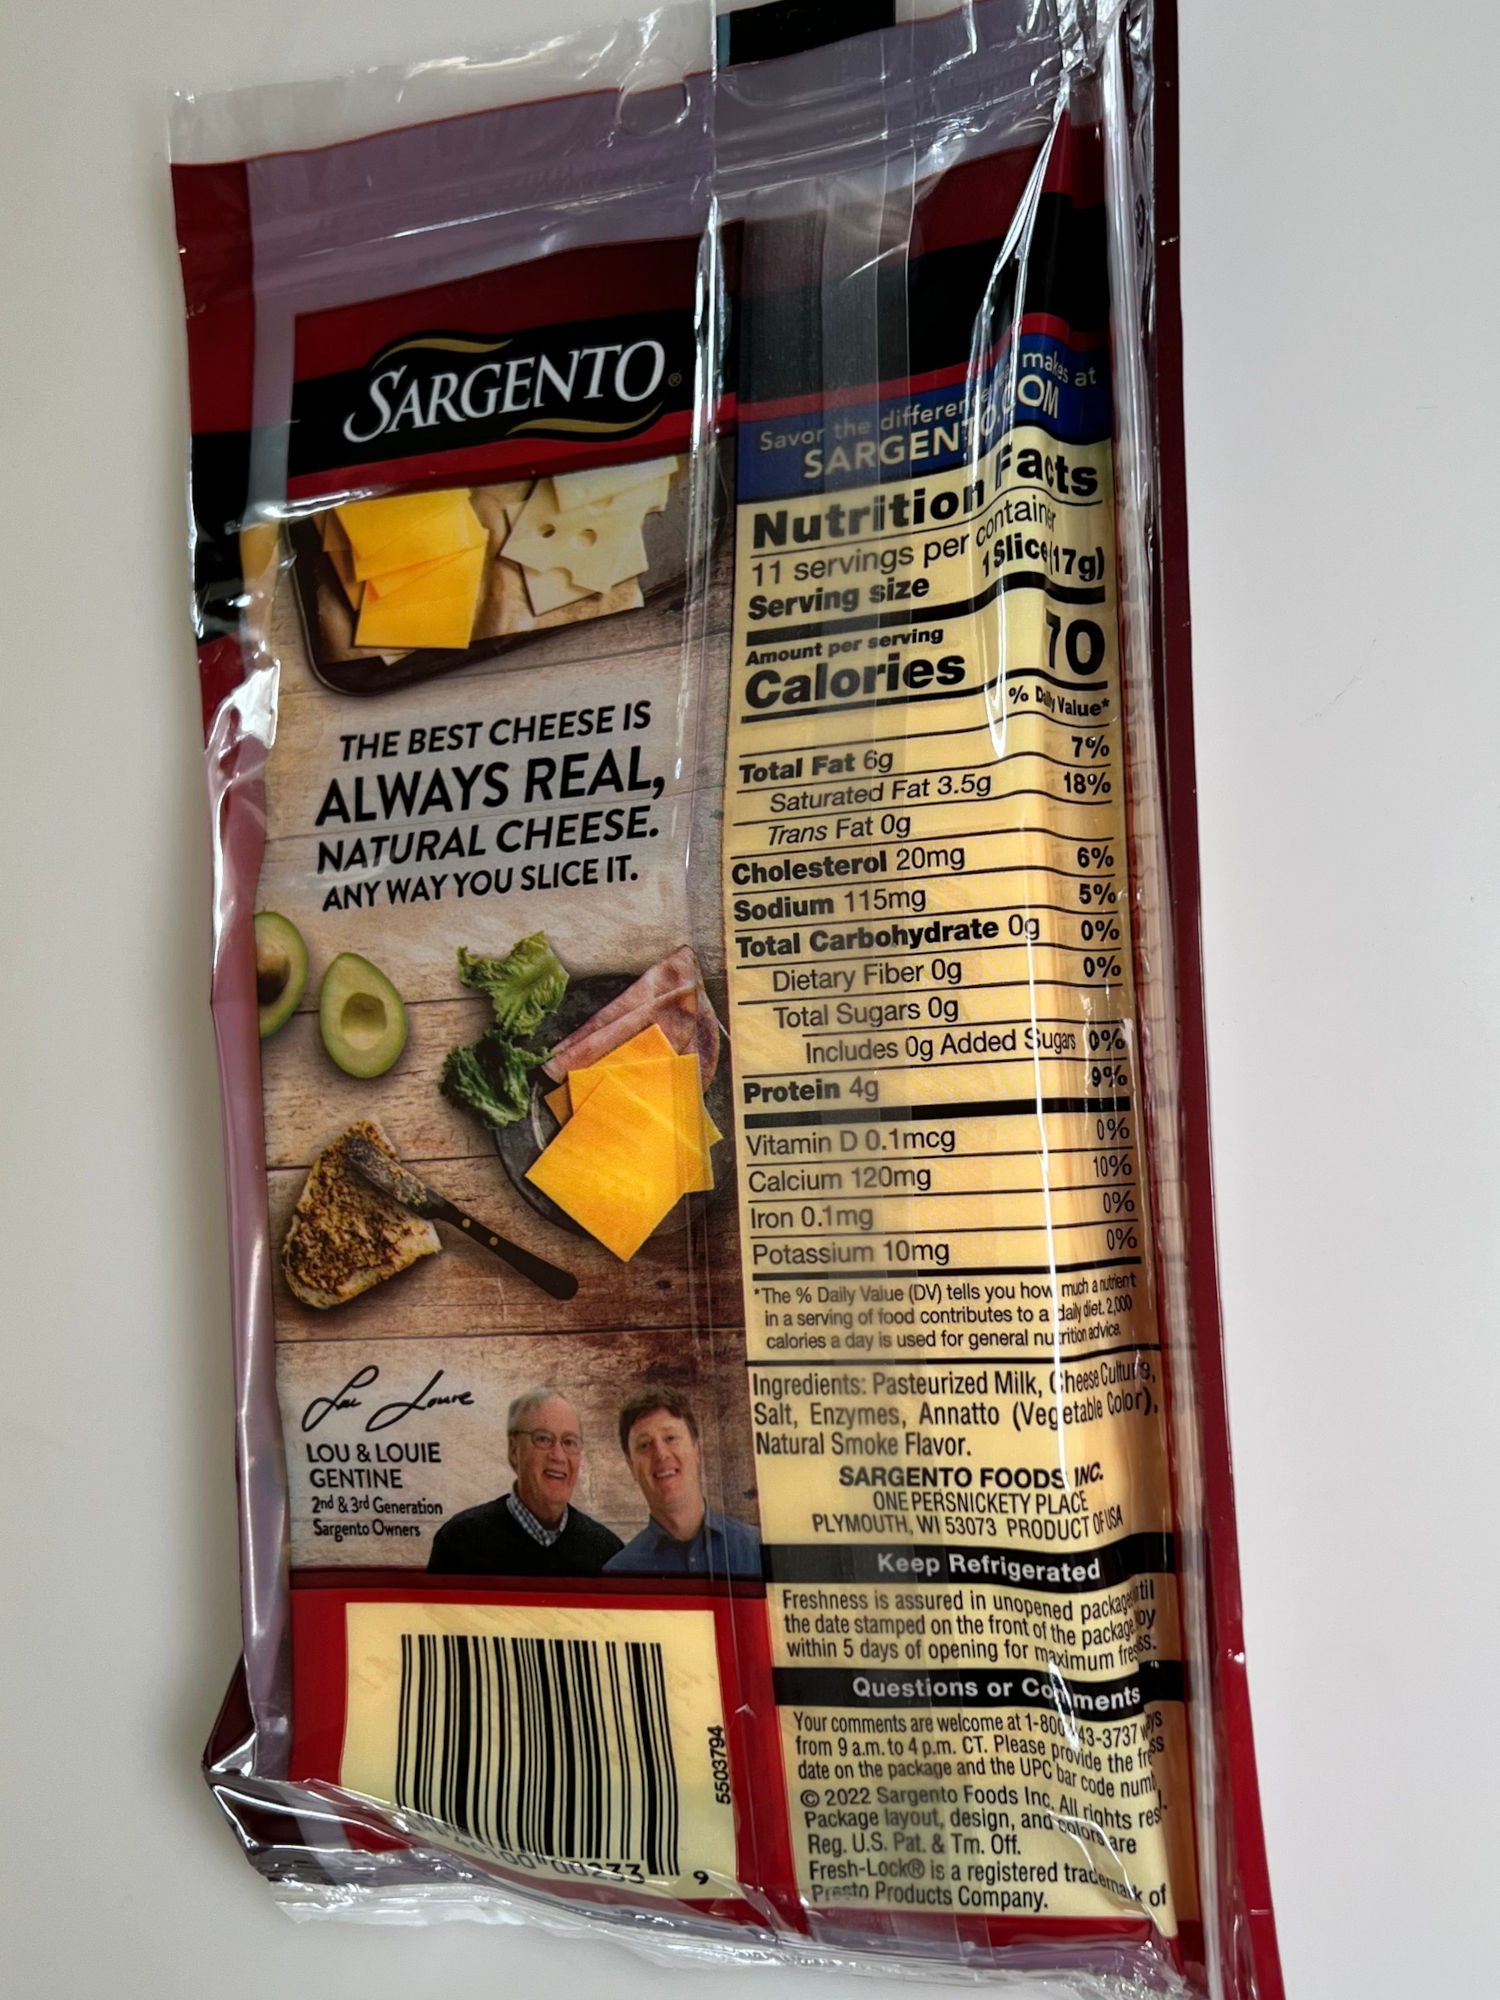 SARGENTO®
THE BEST CHEESE IS
ALWAYS REAL,
NATURAL CHEESE.
ANY WAY YOU SLICE IT.
Lou Louie
LOU & LOUIE
GENTINE
2nd & 3rd Generation
Sargento Owners
5503794
00233 9
Savor the difference makes at
SARGENTO.COM
Nutrition Facts
11 servings per container
Serving size 1 Slice (17g)
Amount per serving
Calories 70
% Daily Value*
Total Fat 6g 7%
Saturated Fat 3.5g 18%
Trans Fat 0g
Cholesterol 20mg 6%
Sodium 115mg 5%
Total Carbohydrate 0g 0%
Dietary Fiber 0g 0%
Total Sugars 0g
Includes 0g Added Sugars 0%
Protein 4g 9%
Vitamin D 0.1mcg 0%
Calcium 120mg 10%
Iron 0.1mg 0%
Potassium 10mg 0%
*The % Daily Value (DV) tells you how much a nutrient
in a serving of food contributes to a daily diet. 2,000
calories a day is used for general nutrition advice.
Ingredients: Pasteurized Milk, Cheese Culture,
Salt, Enzymes, Annatto (Vegetable Color),
Natural Smoke Flavor.
SARGENTO FOODS INC.
ONE PERSNICKETY PLACE
PLYMOUTH, WI 53073 PRODUCT OF USA
Keep Refrigerated
Freshness is assured in unopened package until
the date stamped on the front of the package.
within 5 days of opening for maximum
Questions or Comments
Your comments are welcome at
from 9 a.m. to 4 p.m. CT. Please provide the
date on the package and the UPC bar code
© 2022 Sargento Foods Inc. All rights
Package layout, design, and colors are
Reg. U.S. Pat. & Tm. Off.
Fresh-Lock® is a registered trademark of
Presto Products Company.